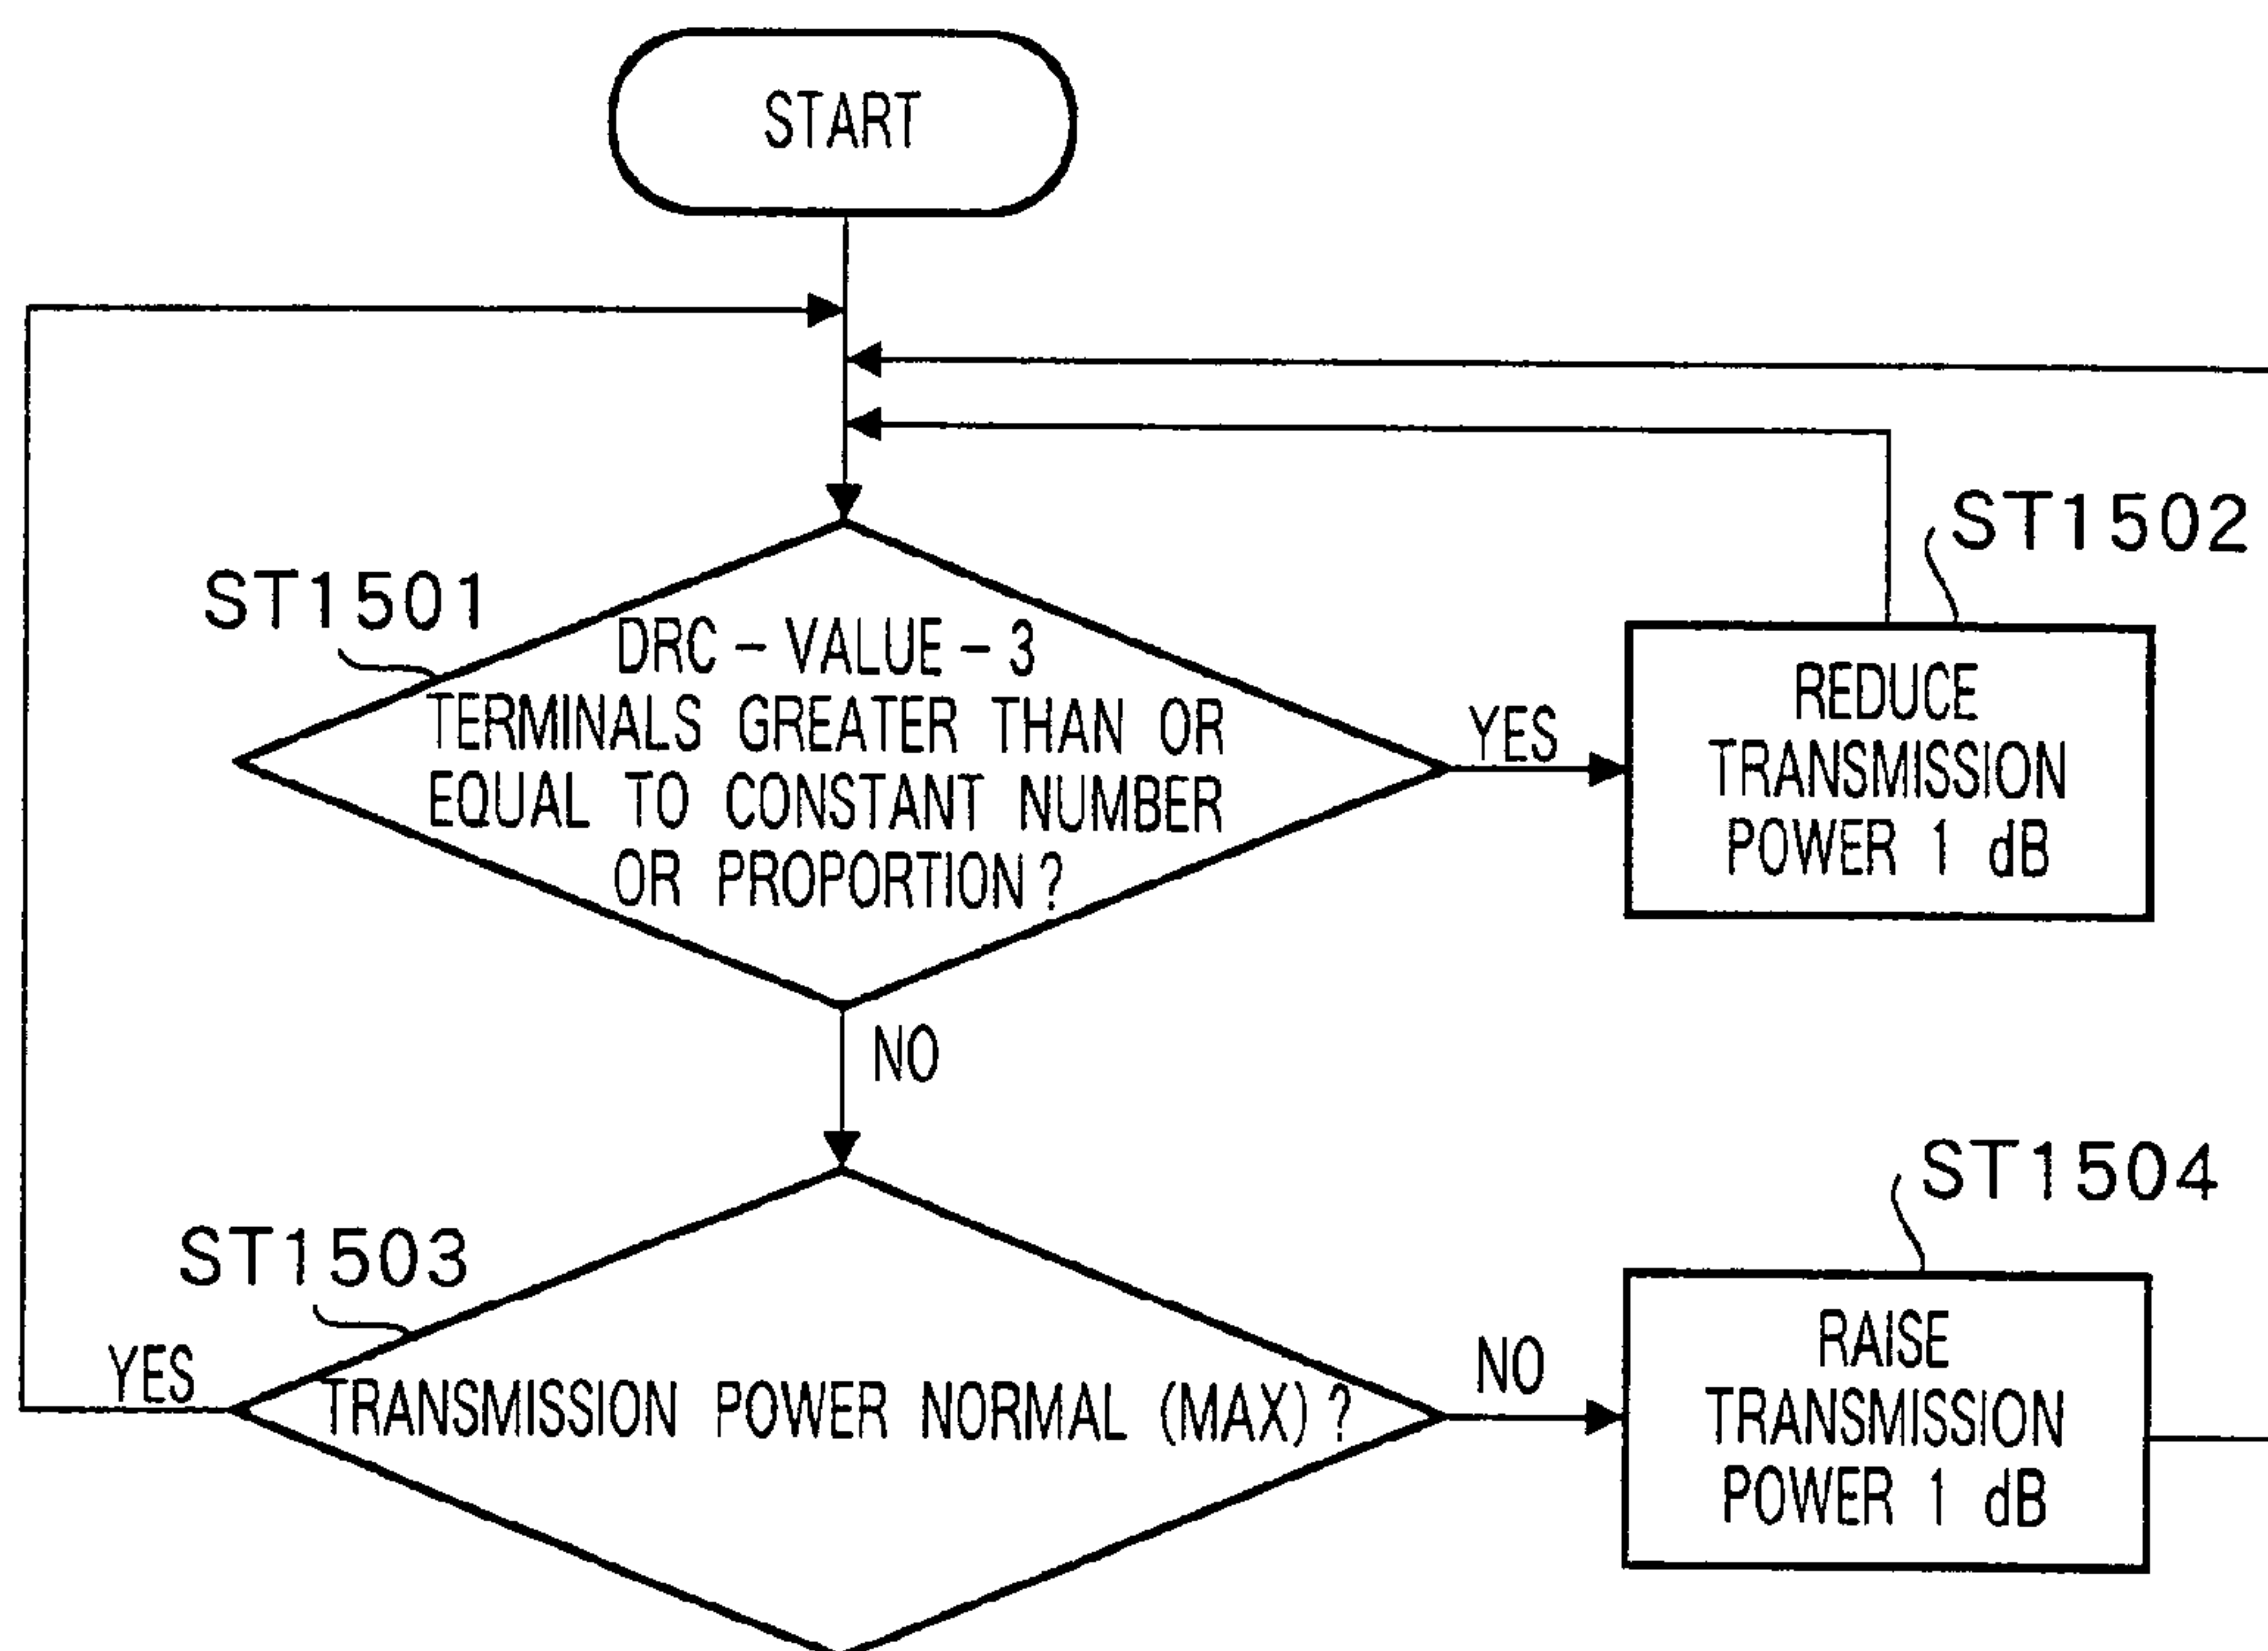 START
ST1501
DRC - VALUE - 3
TERMINALS GREATER THAN OR
EQUAL TO CONSTANT NUMBER
OR PROPORTION?
YES
ST1502
REDUCE
TRANSMISSION
POWER 1 dB
NO
ST1503
YES
TRANSMISSION POWER NORMAL (MAX)?
NO
ST1504
RAISE
TRANSMISSION
POWER 1 dB